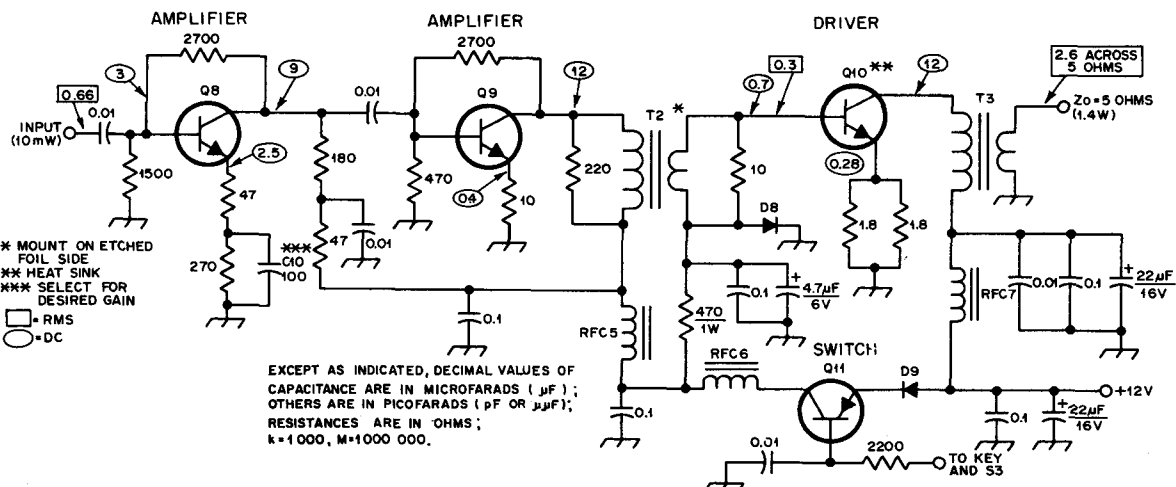 AMPLIFIER
AMPLIFIER
DRIVER
2700
2700
3
9
12
12
2.6 ACROSS
5 OHMS
0.66
0.01
Q8
0.01
Q9
T2
*
0.7
0.3
Q10 **
T3
Zo=5 OHMS
(1.4W)
INPUT
(10mW)
1500
2.5
180
470
04
10
220
10
0.28
47
D8
1.8
1.8
* MOUNT ON ETCHED
FOIL SIDE
** HEAT SINK
*** SELECT FOR
DESIRED GAIN
= RMS
= DC
270
C10
100
***
47
0.01
0.1
RFC5
470
1W
0.1
+
4.7µF
6V
RFC7
0.01
0.1
+
22µF
16V
RFC6
SWITCH
Q11
D9
+12V
EXCEPT AS INDICATED, DECIMAL VALUES OF
CAPACITANCE ARE IN MICROFARADS (µF);
OTHERS ARE IN PICOFARADS (pF OR µµF);
RESISTANCES ARE IN OHMS;
k=1000, M=1000 000.
0.1
0.1
+
22µF
16V
0.01
2200
TO KEY
AND S3